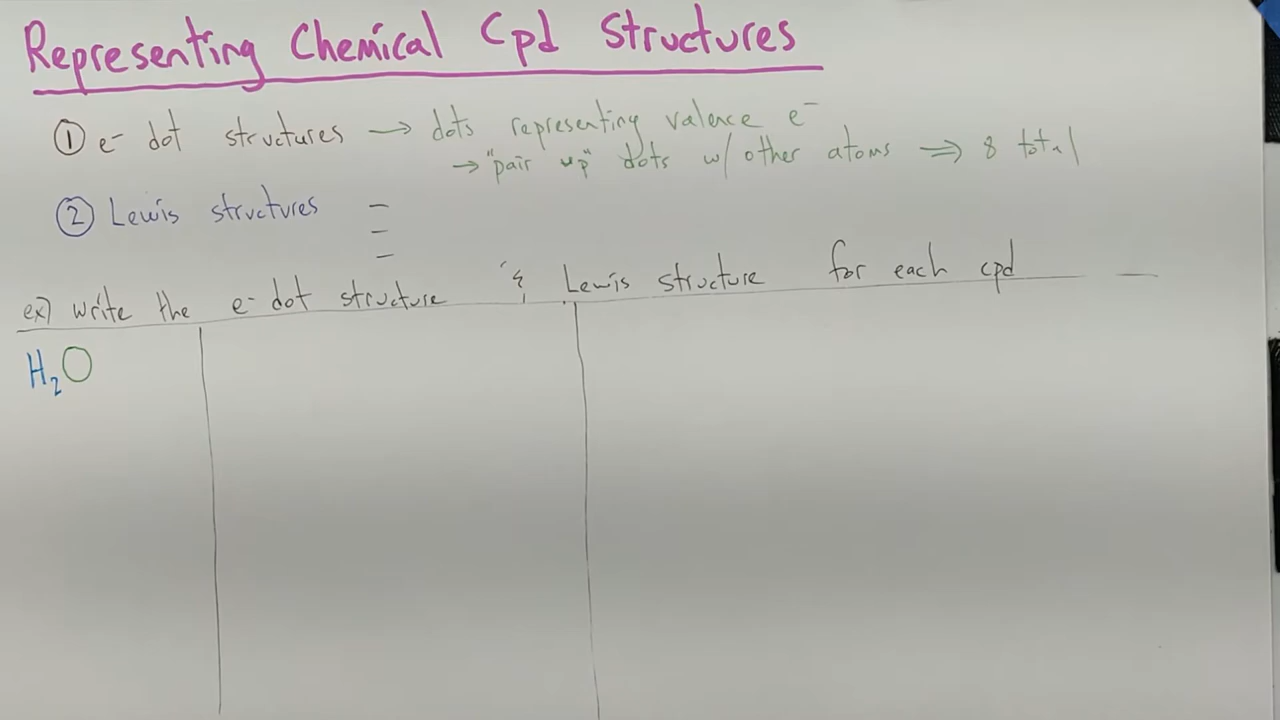 Representing Chemical Cpd Structures
① e⁻ dot structures → dots representing valence e⁻
→ "pair up" dots w/ other atoms ⇒ 8 total
② Lewis structures –
–
–
ex) write the e⁻ dot structure & Lewis structure for each cpd
H₂O